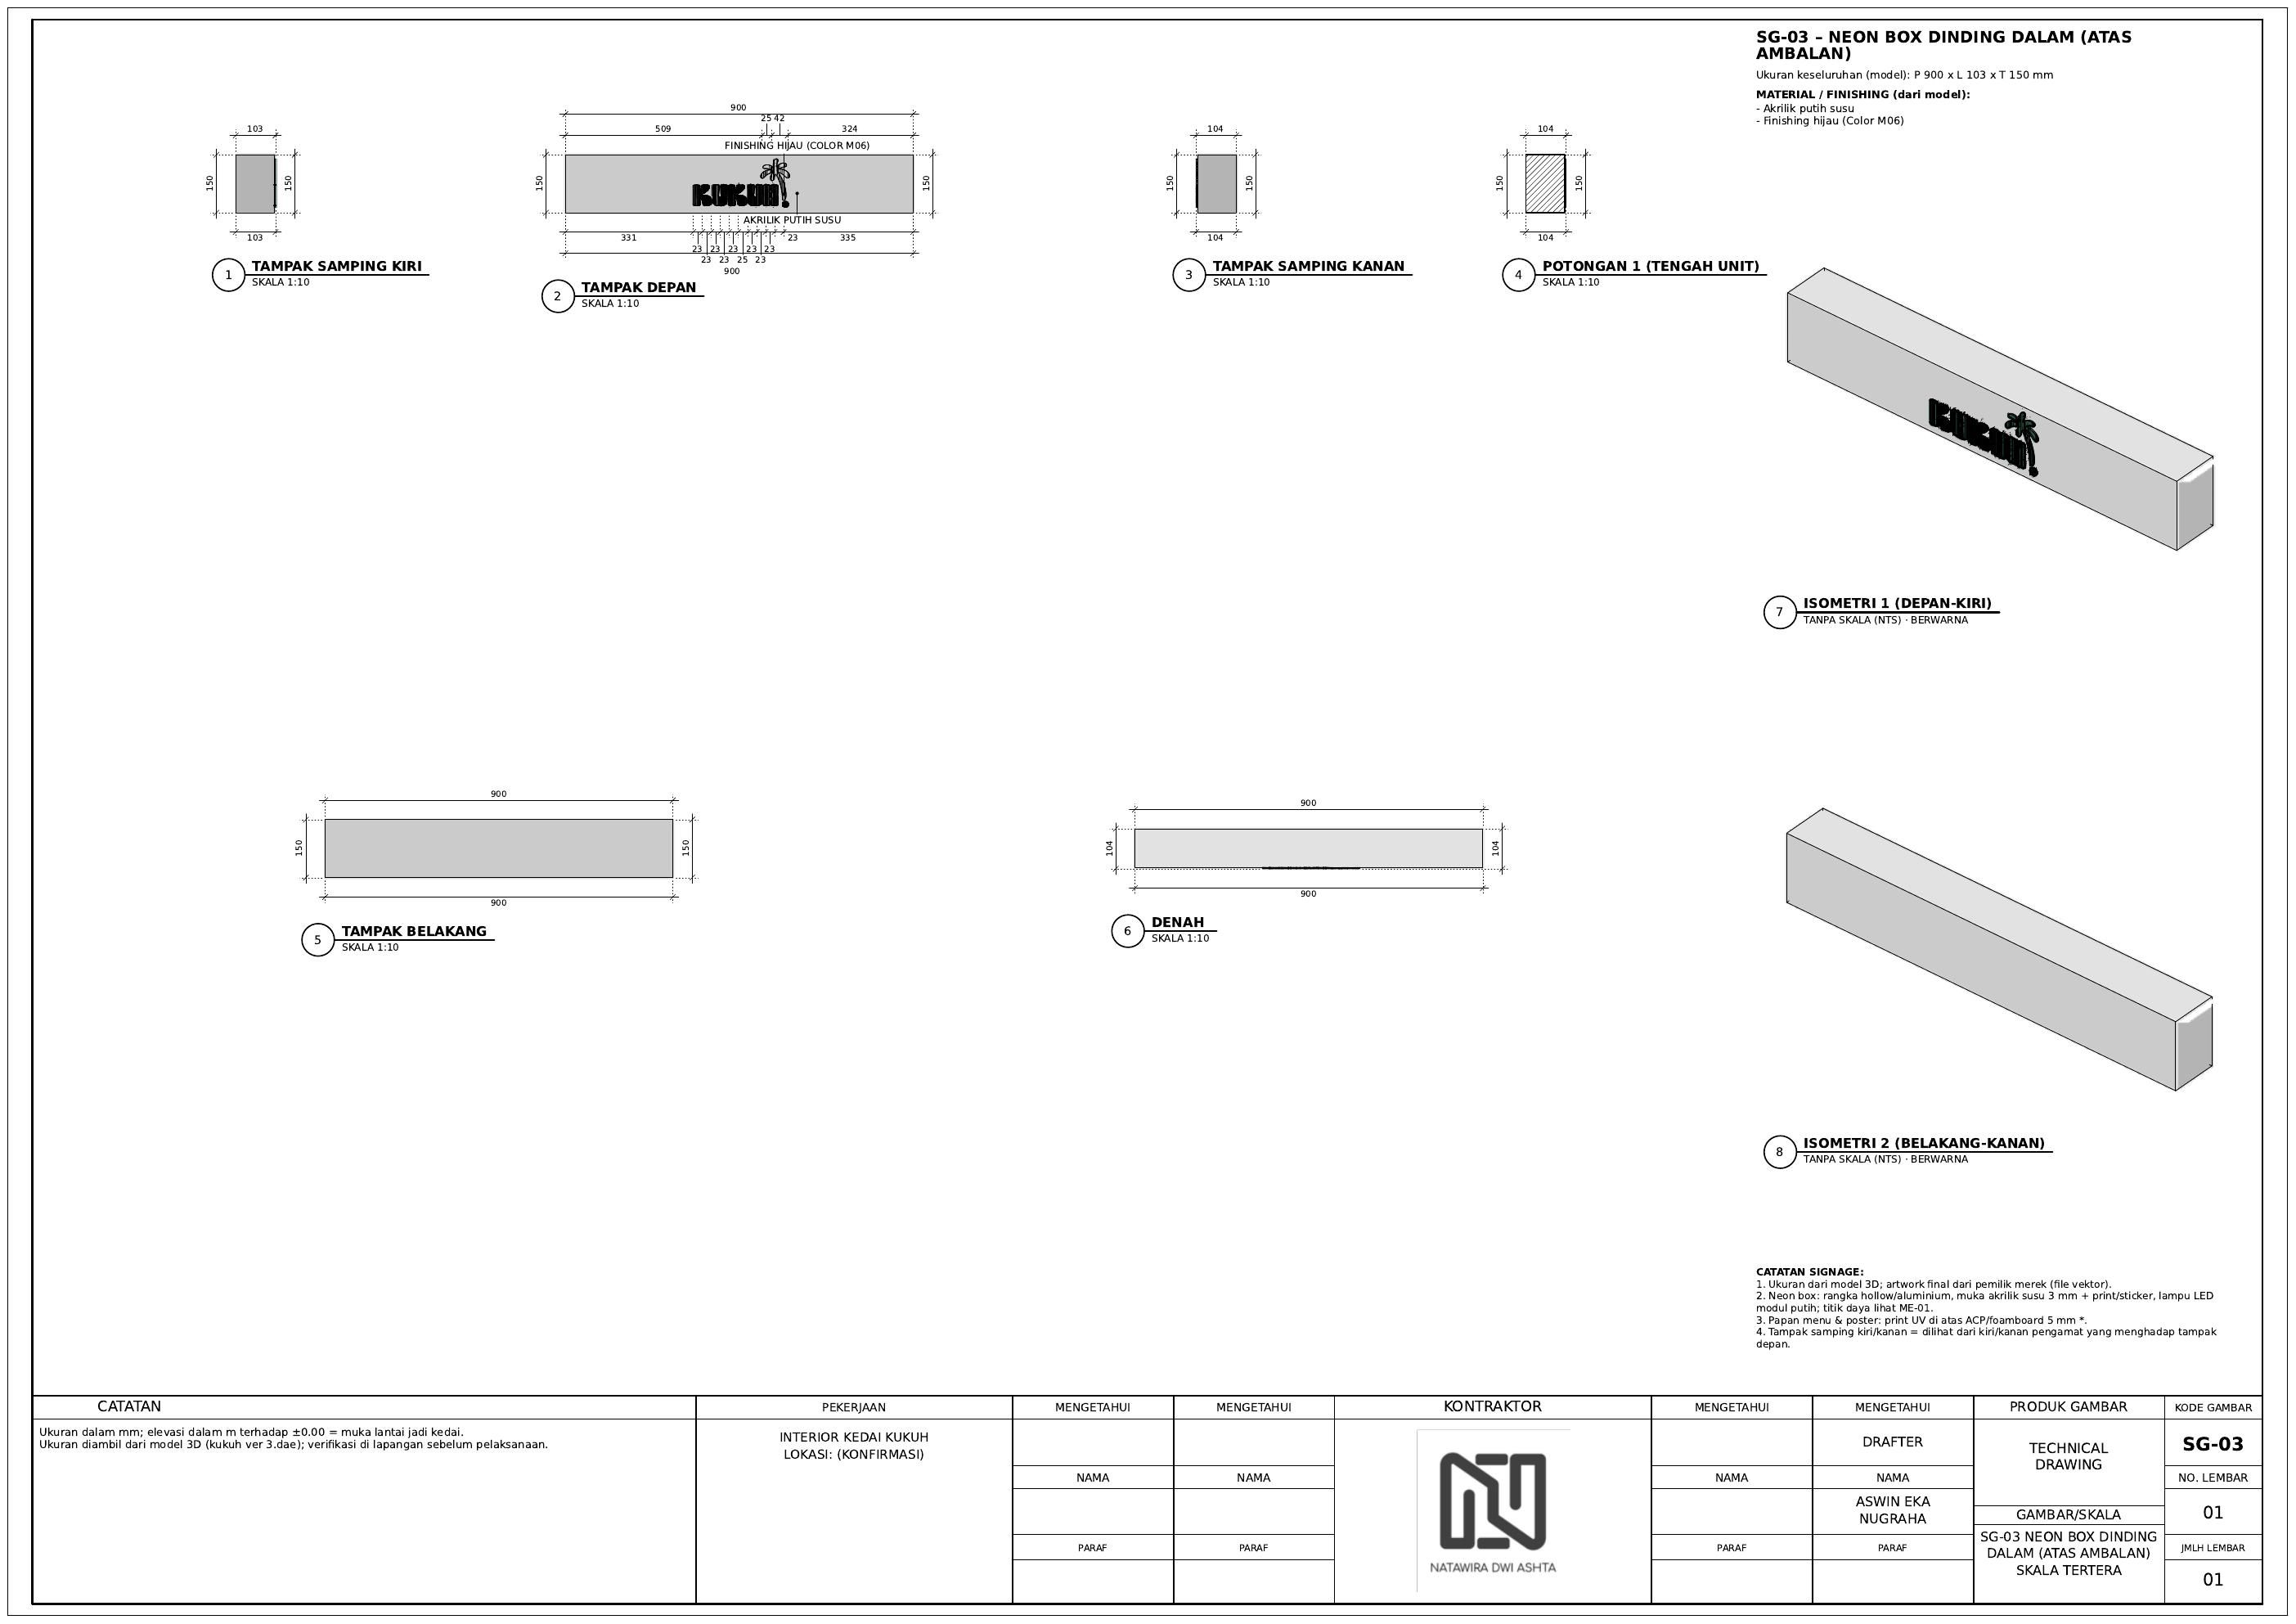 SG-03 – NEON BOX DINDING DALAM (ATAS
AMBALAN)
Ukuran keseluruhan (model): P 900 x L 103 x T 150 mm
MATERIAL / FINISHING (dari model):
- Akrilik putih susu
- Finishing hijau (Color M06)
103
150
150
103
1
TAMPAK SAMPING KIRI
SKALA 1:10
900
25 42
509
324
FINISHING HIJAU (COLOR M06)
150
150
KUKUH
AKRILIK PUTIH SUSU
331
23
335
23 23 23 23 23
23 23 25 23
900
2
TAMPAK DEPAN
SKALA 1:10
104
150
150
104
3
TAMPAK SAMPING KANAN
SKALA 1:10
104
150
150
104
4
POTONGAN 1 (TENGAH UNIT)
SKALA 1:10
7
ISOMETRI 1 (DEPAN-KIRI)
TANPA SKALA (NTS) · BERWARNA
900
150
150
900
5
TAMPAK BELAKANG
SKALA 1:10
900
104
104
900
6
DENAH
SKALA 1:10
8
ISOMETRI 2 (BELAKANG-KANAN)
TANPA SKALA (NTS) · BERWARNA
CATATAN SIGNAGE:
1. Ukuran dari model 3D; artwork final dari pemilik merek (file vektor).
2. Neon box: rangka hollow/aluminium, muka akrilik susu 3 mm + print/sticker, lampu LED
modul putih; titik daya lihat ME-01.
3. Papan menu & poster: print UV di atas ACP/foamboard 5 mm *.
4. Tampak samping kiri/kanan = dilihat dari kiri/kanan pengamat yang menghadap tampak
depan.
CATATAN
Ukuran dalam mm; elevasi dalam m terhadap ±0.00 = muka lantai jadi kedai.
Ukuran diambil dari model 3D (kukuh ver 3.dae); verifikasi di lapangan sebelum pelaksanaan.
PEKERJAAN
INTERIOR KEDAI KUKUH
LOKASI: (KONFIRMASI)
MENGETAHUI
NAMA
PARAF
MENGETAHUI
NAMA
PARAF
KONTRAKTOR
NATAWIRA DWI ASHTA
MENGETAHUI
NAMA
PARAF
MENGETAHUI
DRAFTER
NAMA
ASWIN EKA
NUGRAHA
PARAF
PRODUK GAMBAR
TECHNICAL
DRAWING
GAMBAR/SKALA
SG-03 NEON BOX DINDING
DALAM (ATAS AMBALAN)
SKALA TERTERA
KODE GAMBAR
SG-03
NO. LEMBAR
01
JMLH LEMBAR
01